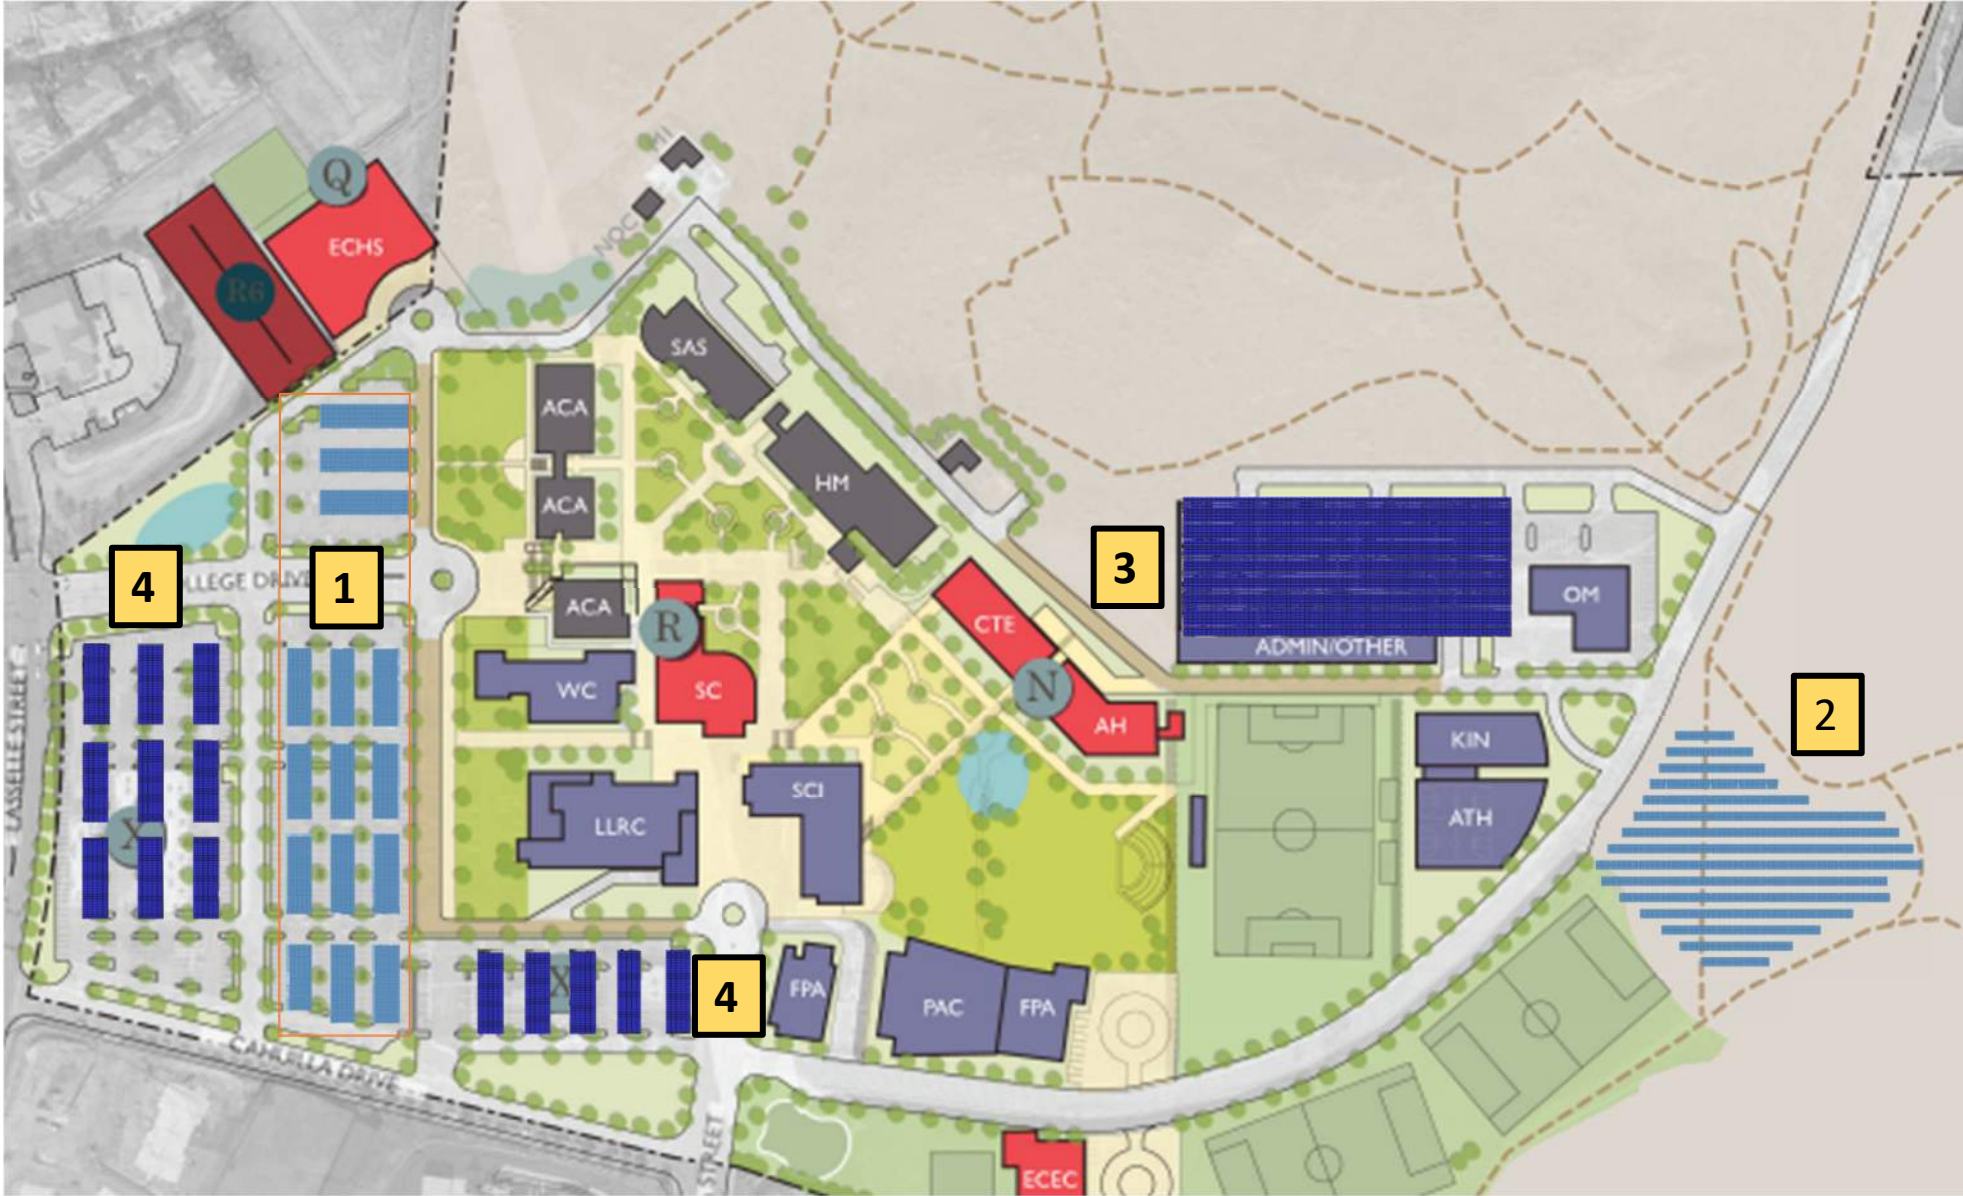 MI
Q
NOC
ECHS
R6
SAS
ACA
HM
ACA
3
4
LLEGE DRIVE
1
ACA
OM
R
CTE
ADMIN/OTHER
LASSELLE STREET
WC
SC
N
2
AH
KIN
SCI
LLRC
ATH
X
X
4
FPA
PAC
FPA
CAHUILLA DRIVE
STREET
ECEC